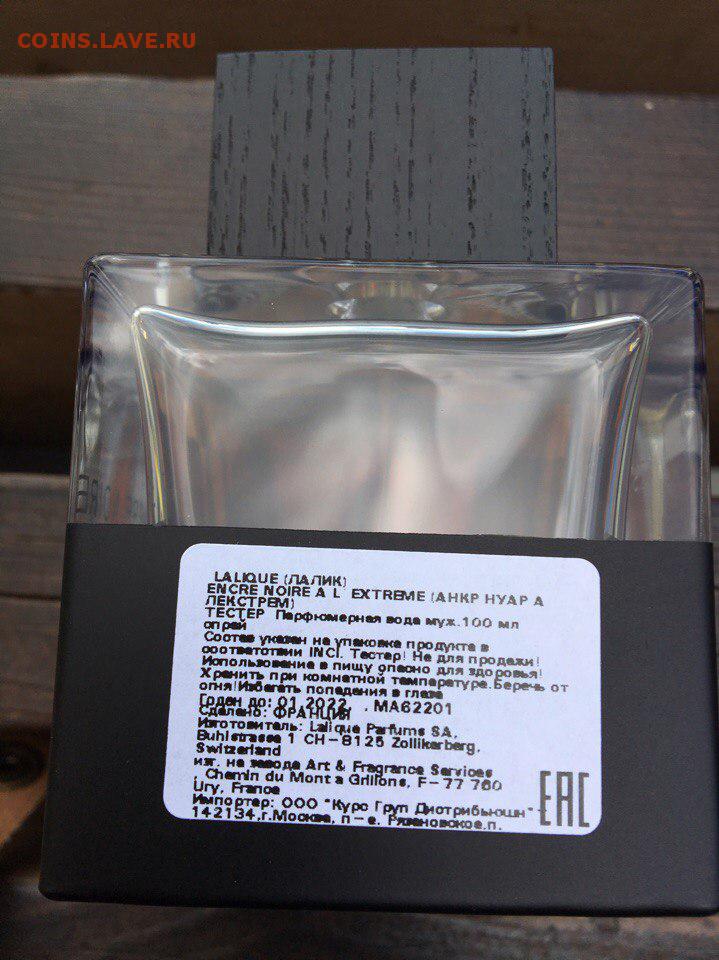 COINS.LAVE.RU
LALIQUE (ЛАЛИК)
ENCRE NOIRE A L` EXTREME (АНКР НУАР А
ЛЕКСТРЕМ)
ТЕСТЕР Парфюмерная вода муж.100 мл
спрей
Состав указан на упаковке продукта в
соответствии INCI. Тестер! Не для продажи!
Использование в пищу опасно для здоровья!
Хранить при комнатной температуре.Беречь от
огня!Избегать попадания в глаза
Годен до: 01.2022, , MA62201
Сделано: ФРАНЦИЯ
Изготовитель: Lalique Parfums SA,
Buhlstrasse 1 CH-8125 Zollikerberg,
Switzerland
изг. на завода Art & Fragrance Services
, Chemin du Mont a Grillons, F-77 760
Ury, France
Импортер: ООО "Курс Груп Дистрибьюшн"
142134,г.Москва, п-е. Рязановское,п.
EAC